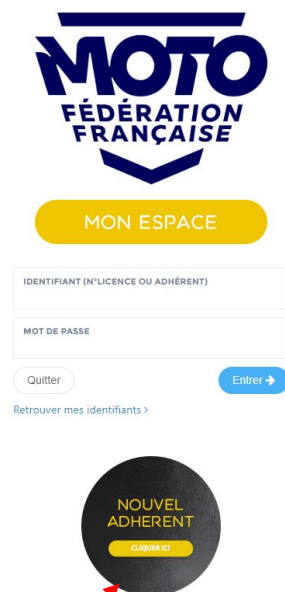 MOTO
FÉDÉRATION
FRANÇAISE
MON ESPACE
IDENTIFIANT (N°LICENCE OU ADHÉRENT)
MOT DE PASSE
Quitter
Entrer →
Retrouver mes identifiants >
NOUVEL
ADHERENT
CLIQUER ICI